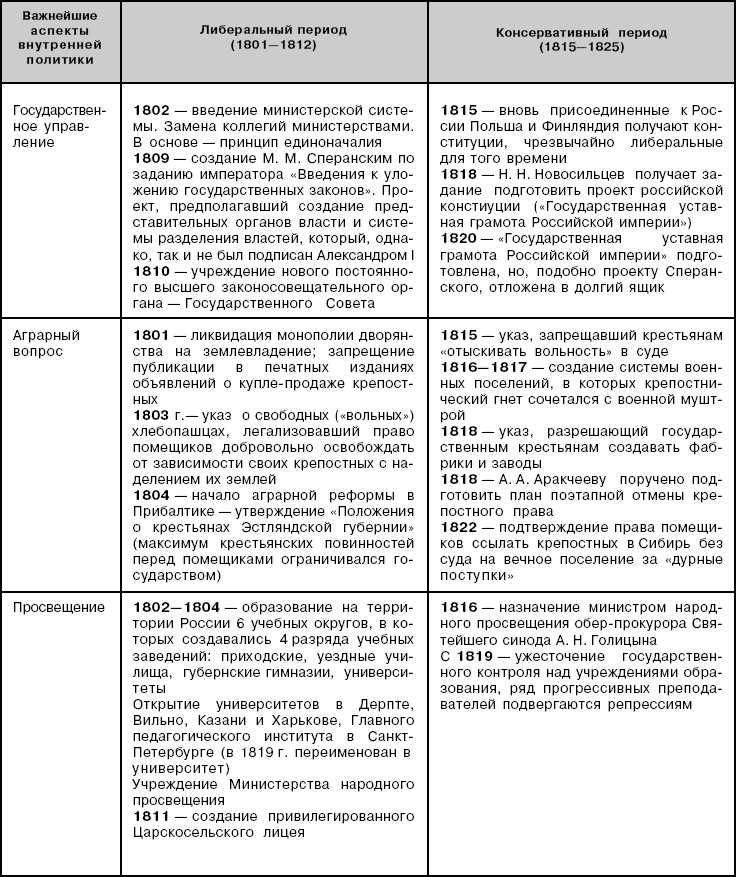 Важнейшие
аспекты
внутренней
политики
Либеральный период
(1801—1812)
Консервативный период
(1815—1825)
Государствен-
ное управ-
ление
1802 — введение министерской систе-
мы. Замена коллегий министерствами.
В основе — принцип единоначалия
1809 — создание М. М. Сперанским по
заданию императора «Введения к уло-
жению государственных законов». Про-
ект, предполагавший создание пред-
ставительных органов власти и систе-
мы разделения властей, который, одна-
ко, так и не был подписан Александром I
1810 — учреждение нового постоянно-
го высшего законосовещательного ор-
гана — Государственного Совета
1815 — вновь присоединенные к Рос-
сии Польша и Финляндия получают кон-
ституции, чрезвычайно либеральные
для того времени
1818 — Н. Н. Новосильцев получает за-
дание подготовить проект российской
констиуции («Государственная устав-
ная грамота Российской империи»)
1820 — «Государственная уставная
грамота Российской империи» подго-
товлена, но, подобно проекту Сперан-
ского, отложена в долгий ящик
Аграрный
вопрос
1801 — ликвидация монополии дворян-
ства на землевладение; запрещение
публикации в печатных изданиях
объявлений о купле-продаже крепост-
ных
1803 г.— указ о свободных («вольных»)
хлебопашцах, легализовавший право
помещиков добровольно освобождать
от зависимости своих крепостных с на-
делением их землей
1804 — начало аграрной реформы в
Прибалтике — утверждение «Положения
о крестьянах Эстляндской губернии»
(максимум крестьянских повинностей
перед помещиками ограничивался го-
сударством)
1815 — указ, запрещавший крестьянам
«отыскивать вольность» в суде
1816—1817 — создание системы воен-
ных поселений, в которых крепостни-
ческий гнет сочетался с военной мушт-
рой
1818 — указ, разрешающий государ-
ственным крестьянам создавать фаб-
рики и заводы
1818 — А. А. Аракчееву поручено под-
готовить план поэтапной отмены кре-
постного права
1822 — подтверждение права помещи-
ков ссылать крепостных в Сибирь без
суда на вечное поселение за «дурные
поступки»
Просвещение
1802—1804 — образование на терри-
тории России 6 учебных округов, в ко-
торых создавались 4 разряда учебных
заведений: приходские, уездные учи-
лища, губернские гимназии, универси-
теты
Открытие университетов в Дерпте,
Вильно, Казани и Харькове, Главного
педагогического института в Санкт-
Петербурге (в 1819 г. переименован в
университет)
Учреждение Министерства народного
просвещения
1811 — создание привилегированного
Царскосельского лицея
1816 — назначение министром народ-
ного просвещения обер-прокурора Свя-
тейшего синода А. Н. Голицына
С 1819 — ужесточение государствен-
ного контроля над учреждениями обра-
зования, ряд прогрессивных препода-
вателей подвергаются репрессиям